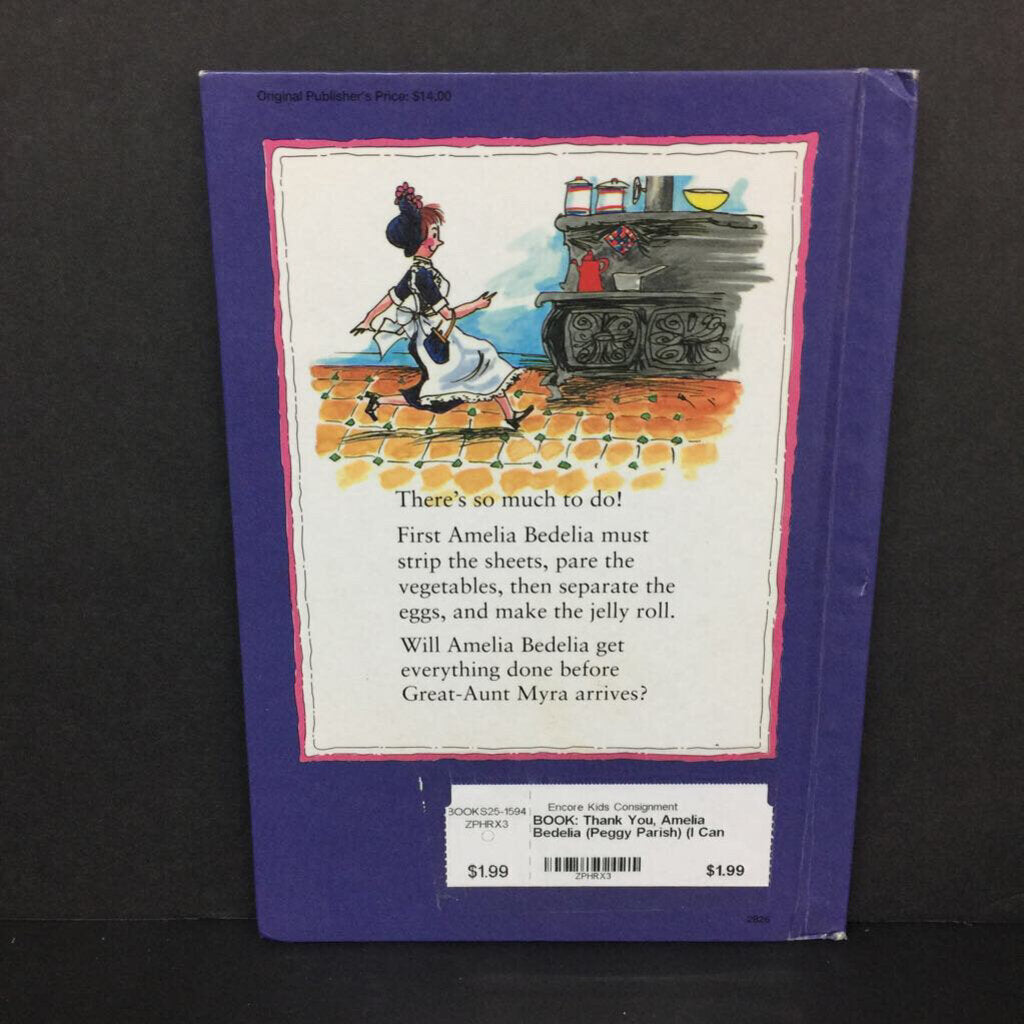 Original Publisher's Price: $14.00
There's so much to do!
First Amelia Bedelia must
strip the sheets, pare the
vegetables, then separate the
eggs, and make the jelly roll.
Will Amelia Bedelia get
everything done before
Great-Aunt Myra arrives?
BOOKS25-1594
ZPHRX3
$1.99
Encore Kids Consignment
BOOK: Thank You, Amelia
Bedelia (Peggy Parish) (I Can
ZPHRX3
$1.99
2826